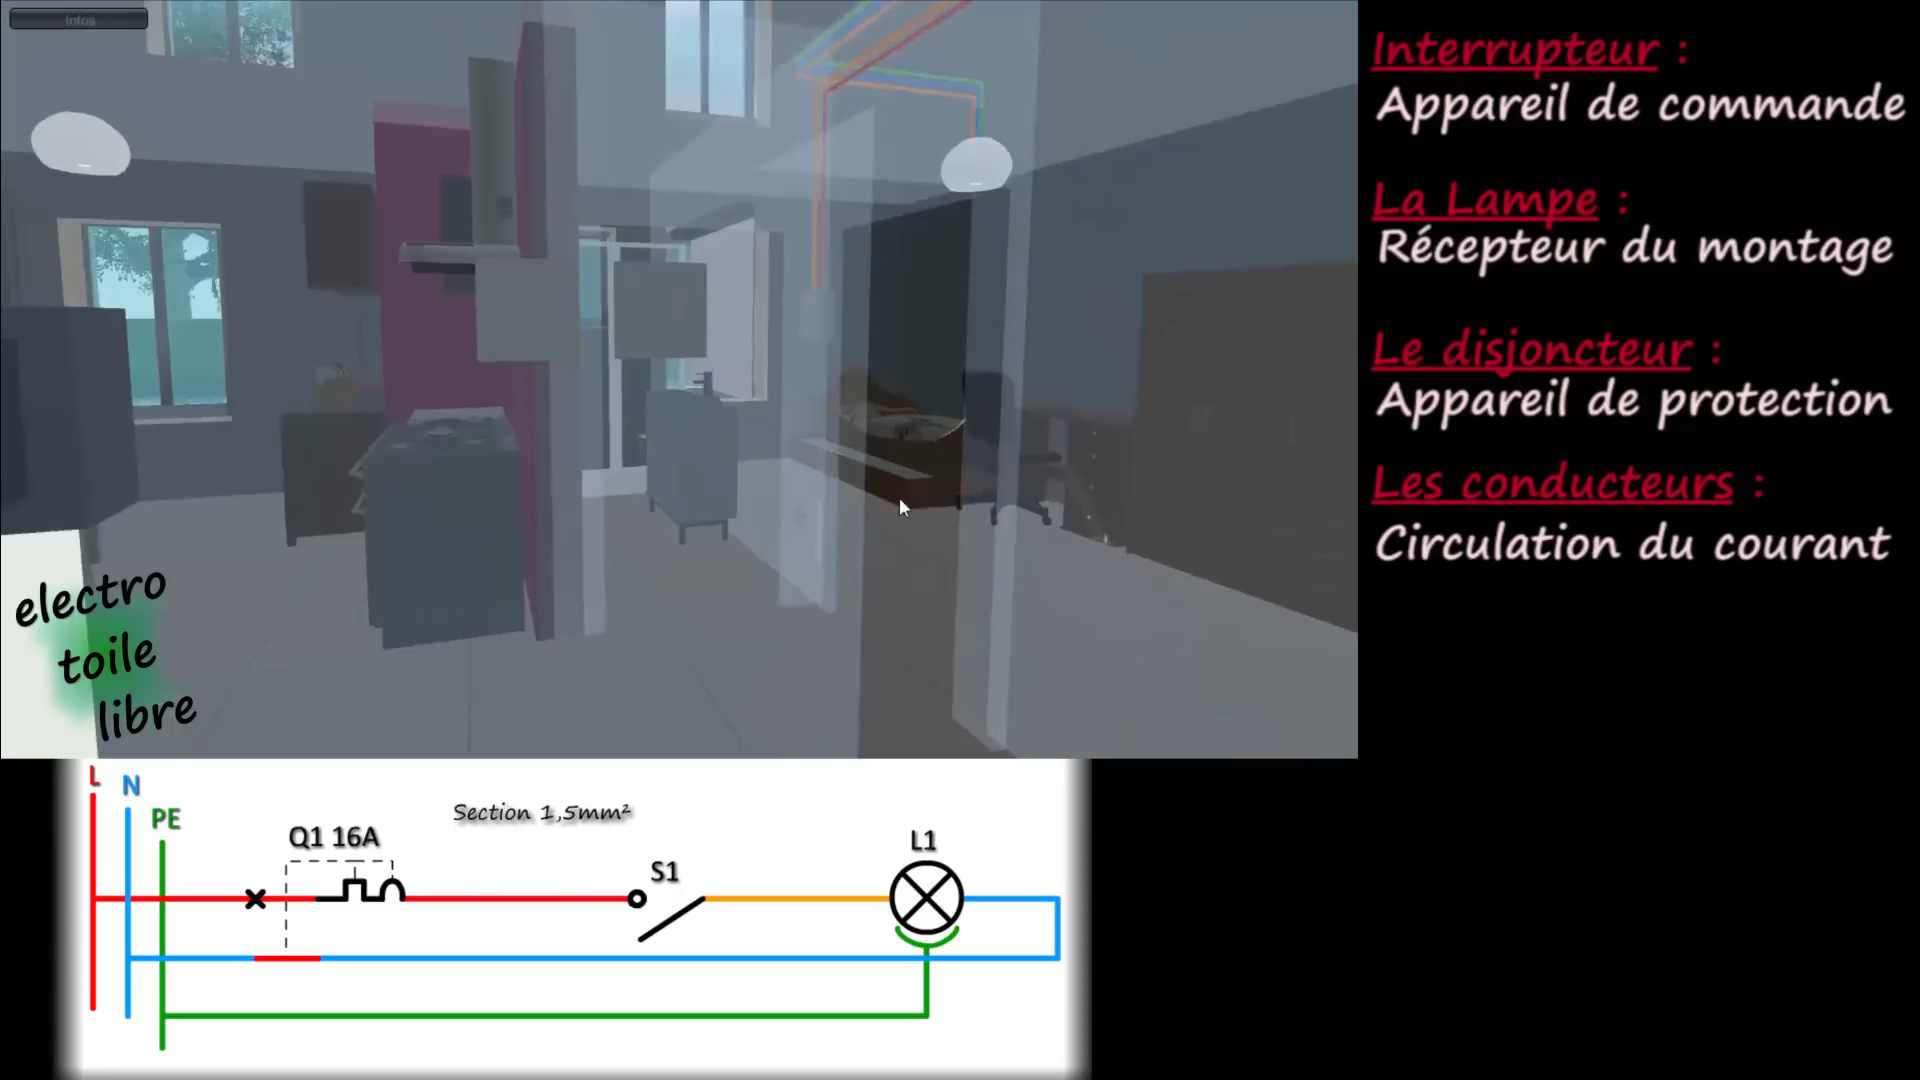 infos
Interrupteur :
Appareil de commande
La Lampe :
Récepteur du montage
Le disjoncteur :
Appareil de protection
Les conducteurs :
Circulation du courant
electro
toile
libre
L
N
PE
Section 1,5mm²
Q1 16A
S1
L1